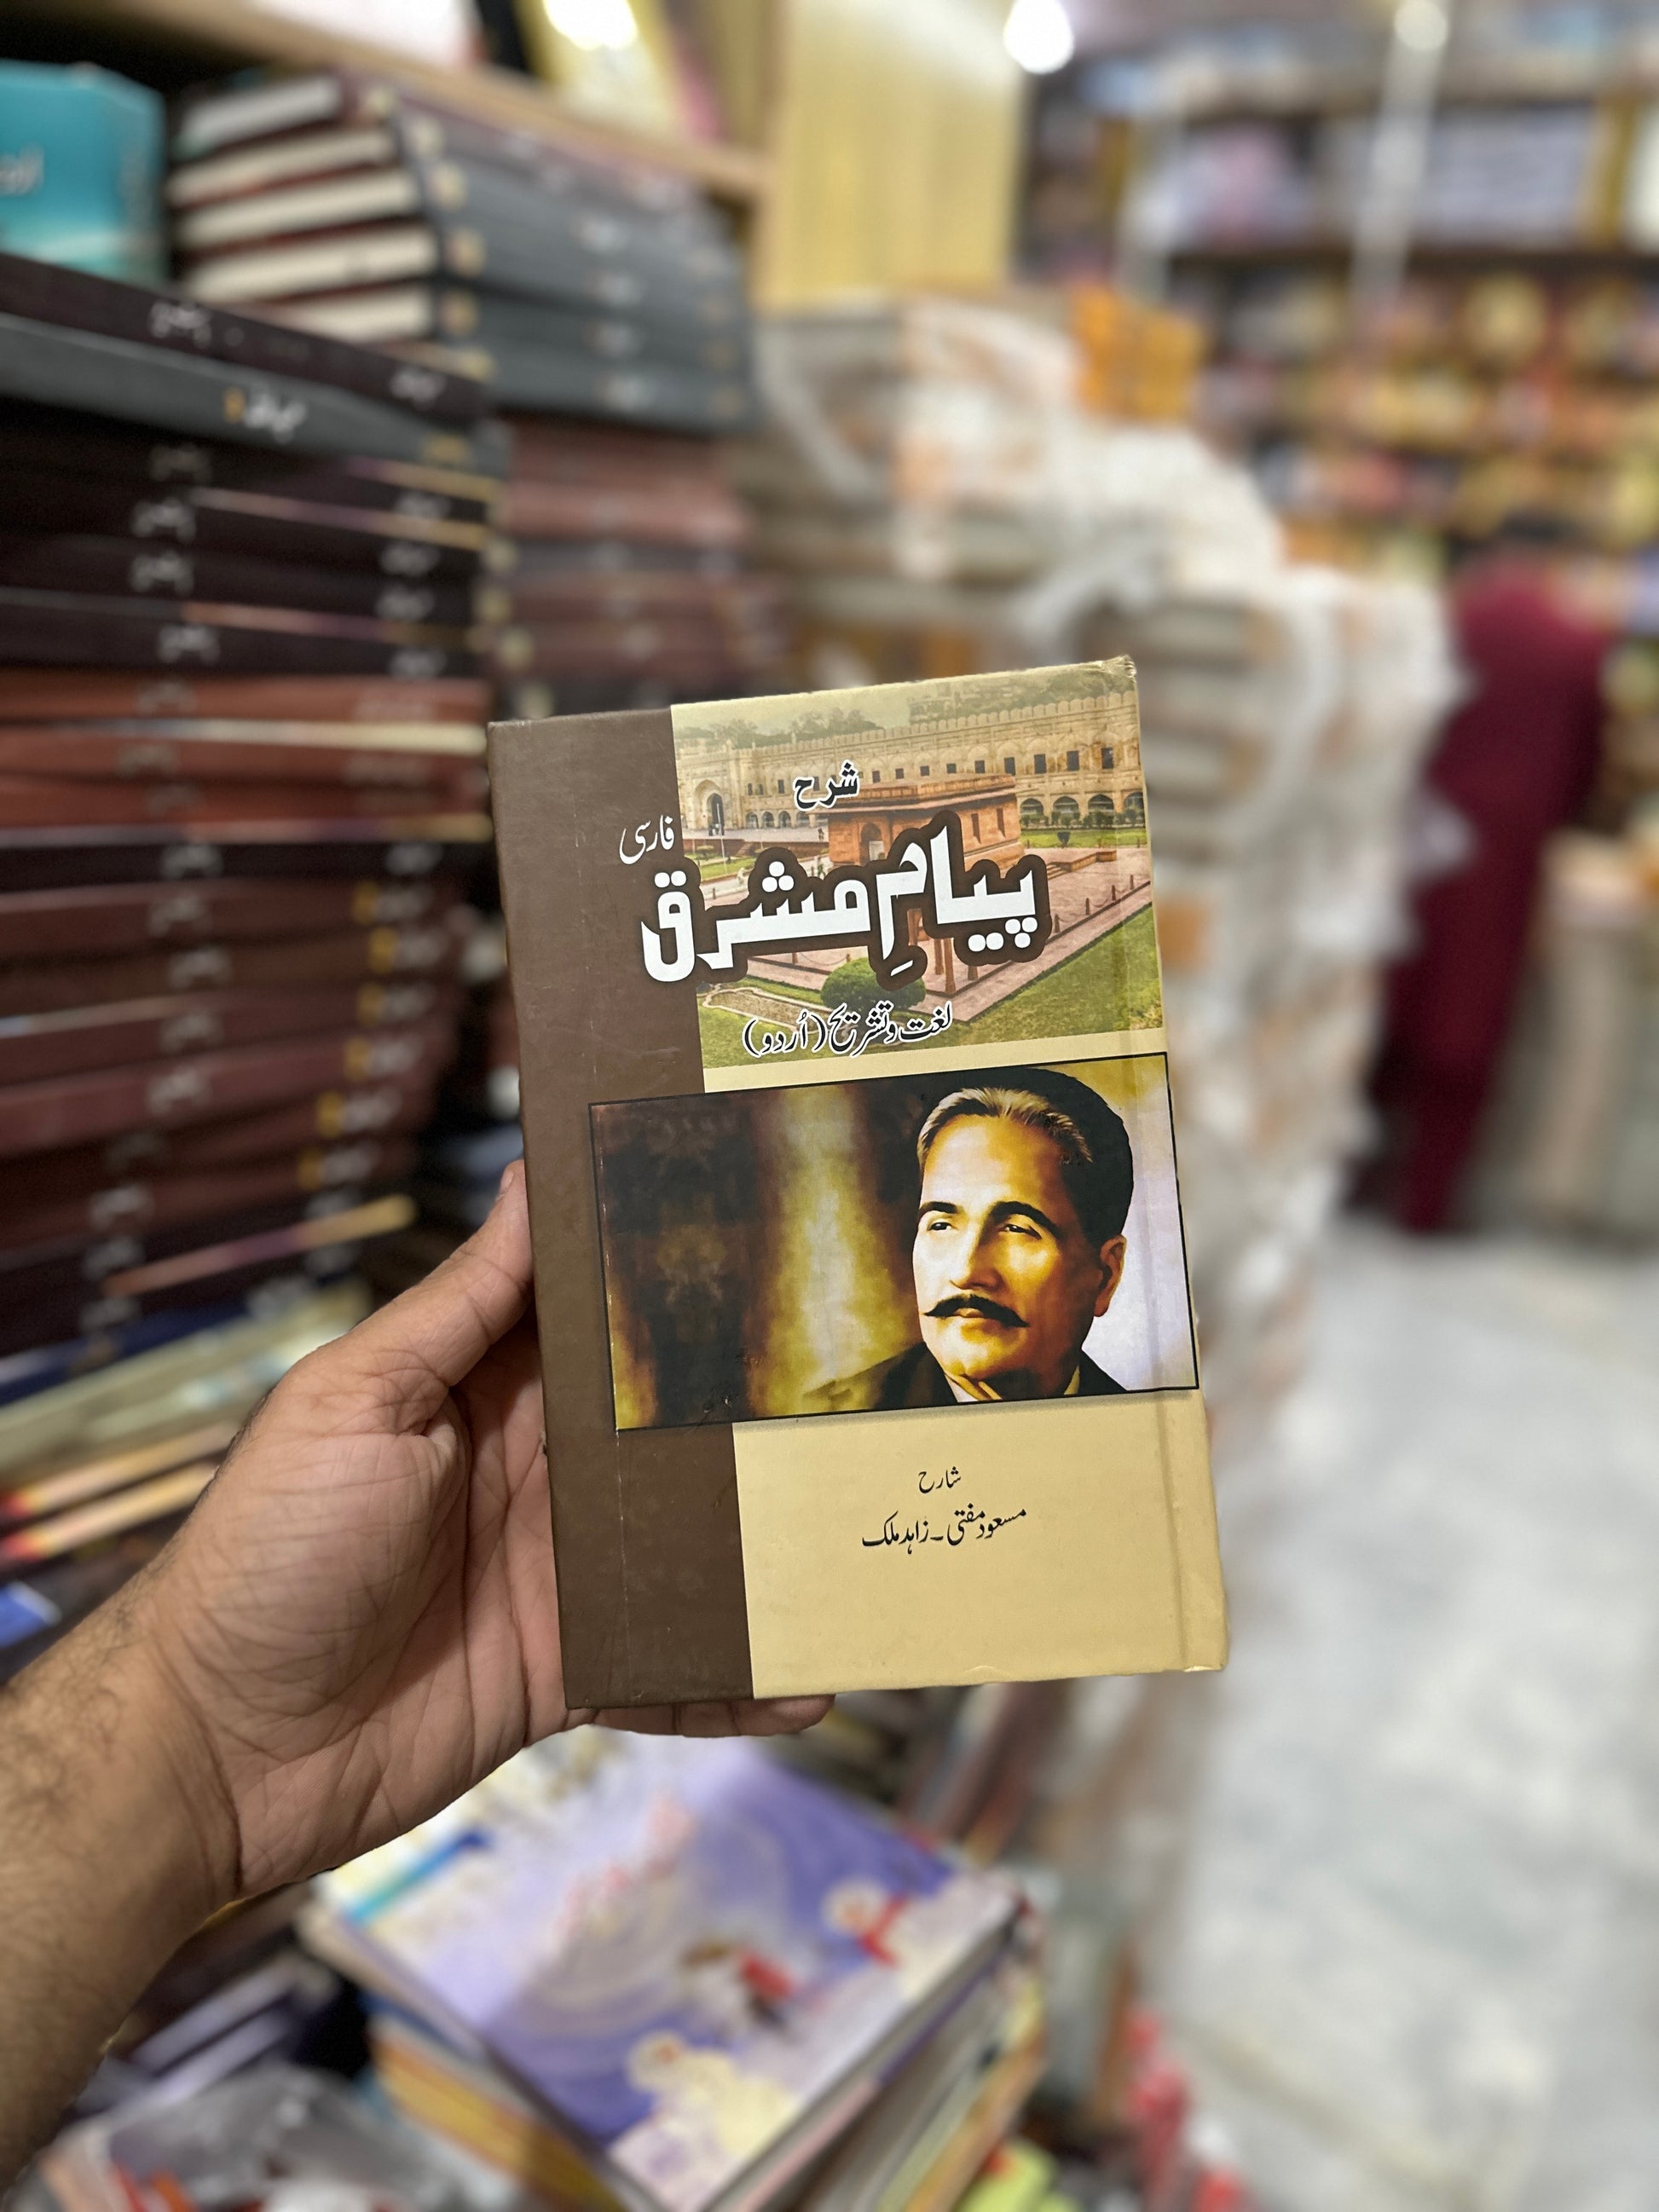 شرح
فارسی
پیامِ مشرق
لغت و تشریح (اُردو)
شارح
مسعود مفتی ۔ زاہد ملک